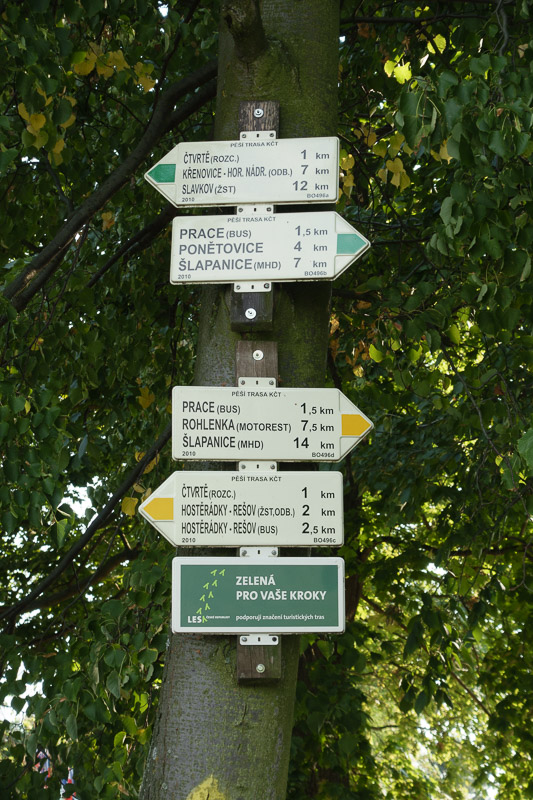 PĚŠÍ TRASA KČT
ČTVRTĚ (ROZC.) 1 km
KŘENOVICE - HOR. NÁDR. (ODB.) 7 km
SLAVKOV (ŽST) 12 km
2010 BO496a
PĚŠÍ TRASA KČT
PRACE (BUS) 1,5 km
PONĚTOVICE 4 km
ŠLAPANICE (MHD) 7 km
2010 BO496b
PĚŠÍ TRASA KČT
PRACE (BUS) 1,5 km
ROHLENKA (MOTOREST) 7,5 km
ŠLAPANICE (MHD) 14 km
2010 BO496d
PĚŠÍ TRASA KČT
ČTVRTĚ (ROZC.) 1 km
HOSTĚRÁDKY - REŠOV (ŽST,ODB.) 2 km
HOSTĚRÁDKY - REŠOV (BUS) 2,5 km
2010 BO496c
ZELENÁ
PRO VAŠE KROKY
LESY ČESKÉ REPUBLIKY podporují značení turistických tras